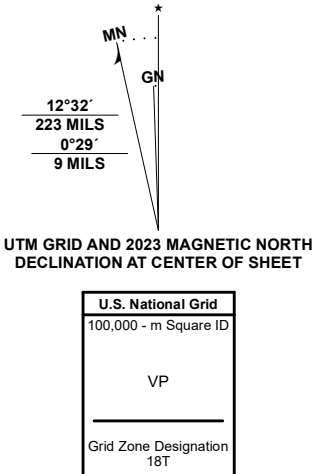 MN
GN
12°32´
223 MILS
0°29´
9 MILS
UTM GRID AND 2023 MAGNETIC NORTH
DECLINATION AT CENTER OF SHEET
U.S. National Grid
100,000 - m Square ID
VP
Grid Zone Designation
18T